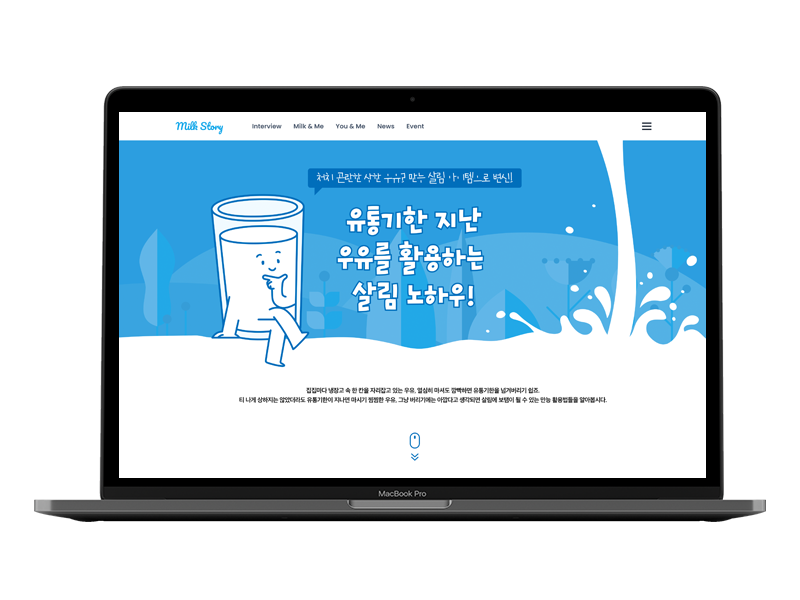 Milk Story
Interview Milk & Me You & Me News Event
처치 곤란한 상한 우유? 만능 살림 아이템으로 변신!
유통기한 지난
우유를 활용하는
살림 노하우!
집집마다 냉장고 속 한 칸을 자리잡고 있는 우유. 열심히 마셔도 깜빡하면 유통기한을 넘겨버리기 쉽죠.
티 나게 상하지는 않았더라도 유통기한이 지나면 마시기 찜찜한 우유, 그냥 버리기에는 아깝다고 생각되면 살림에 보탬이 될 수 있는 만능 활용법들을 알아봅시다.
MacBook Pro